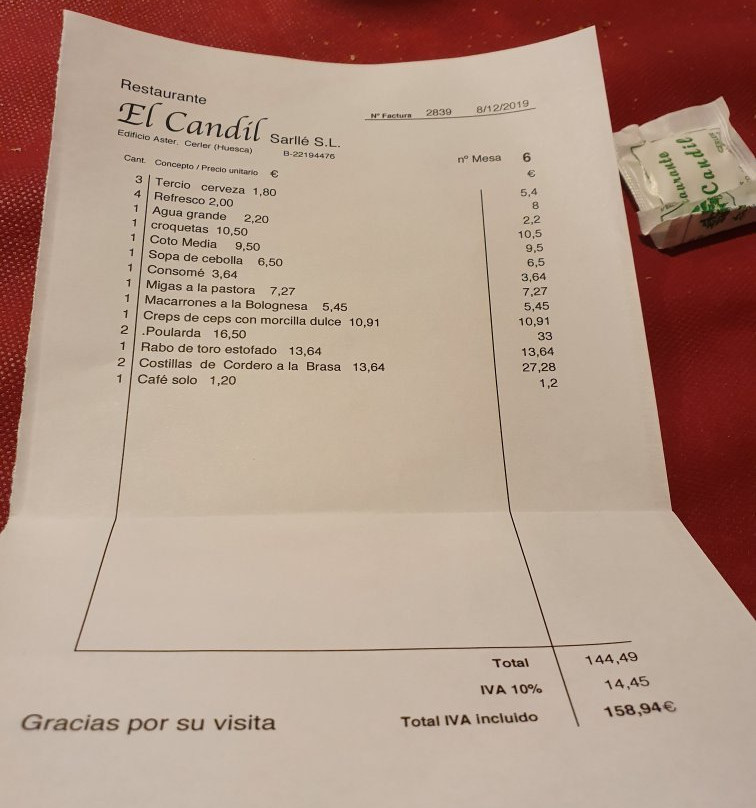 Restaurante
El Candil Sarllé S.L.
Edificio Aster. Cerler (Huesca) B-22194476
Nº Factura 2839 8/12/2019
nº Mesa 6
Cant. Concepto / Precio unitario € €
3 Tercio cerveza 1,80 5,4
4 Refresco 2,00 8
1 Agua grande 2,20 2,2
1 croquetas 10,50 10,5
1 Coto Media 9,50 9,5
1 Sopa de cebolla 6,50 6,5
1 Consomé 3,64 3,64
1 Migas a la pastora 7,27 7,27
1 Macarrones a la Bolognesa 5,45 5,45
1 Creps de ceps con morcilla dulce 10,91 10,91
2 .Poularda 16,50 33
1 Rabo de toro estofado 13,64 13,64
2 Costillas de Cordero a la Brasa 13,64 27,28
1 Café solo 1,20 1,2
Total 144,49
IVA 10% 14,45
Total IVA incluido 158,94€
Gracias por su visita
Candil